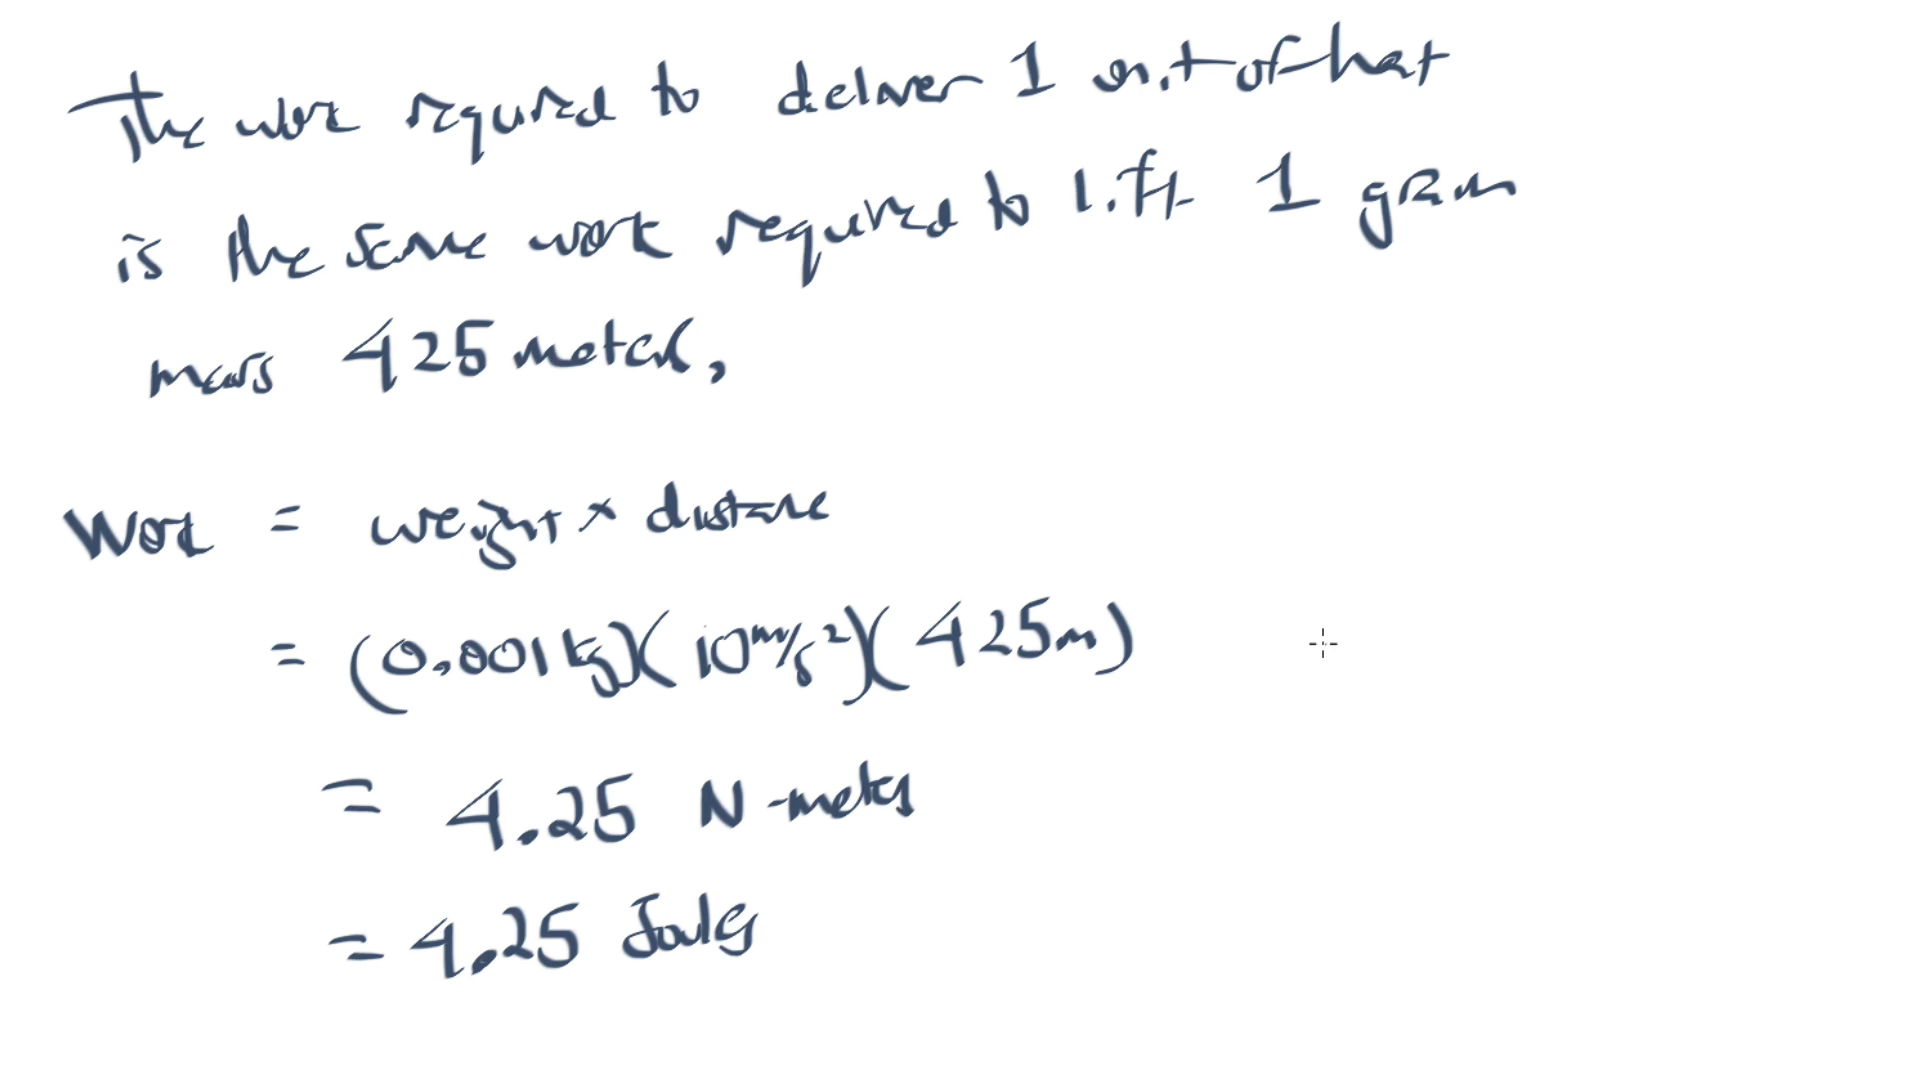 The work required to deliver 1 unit of heat
is the same work required to lift 1 gram
mass 425 meters,
Work = weight × distance
= (0.001 kg)(10 m/s²)(425 m)
= 4.25 N-meters
= 4.25 Joules